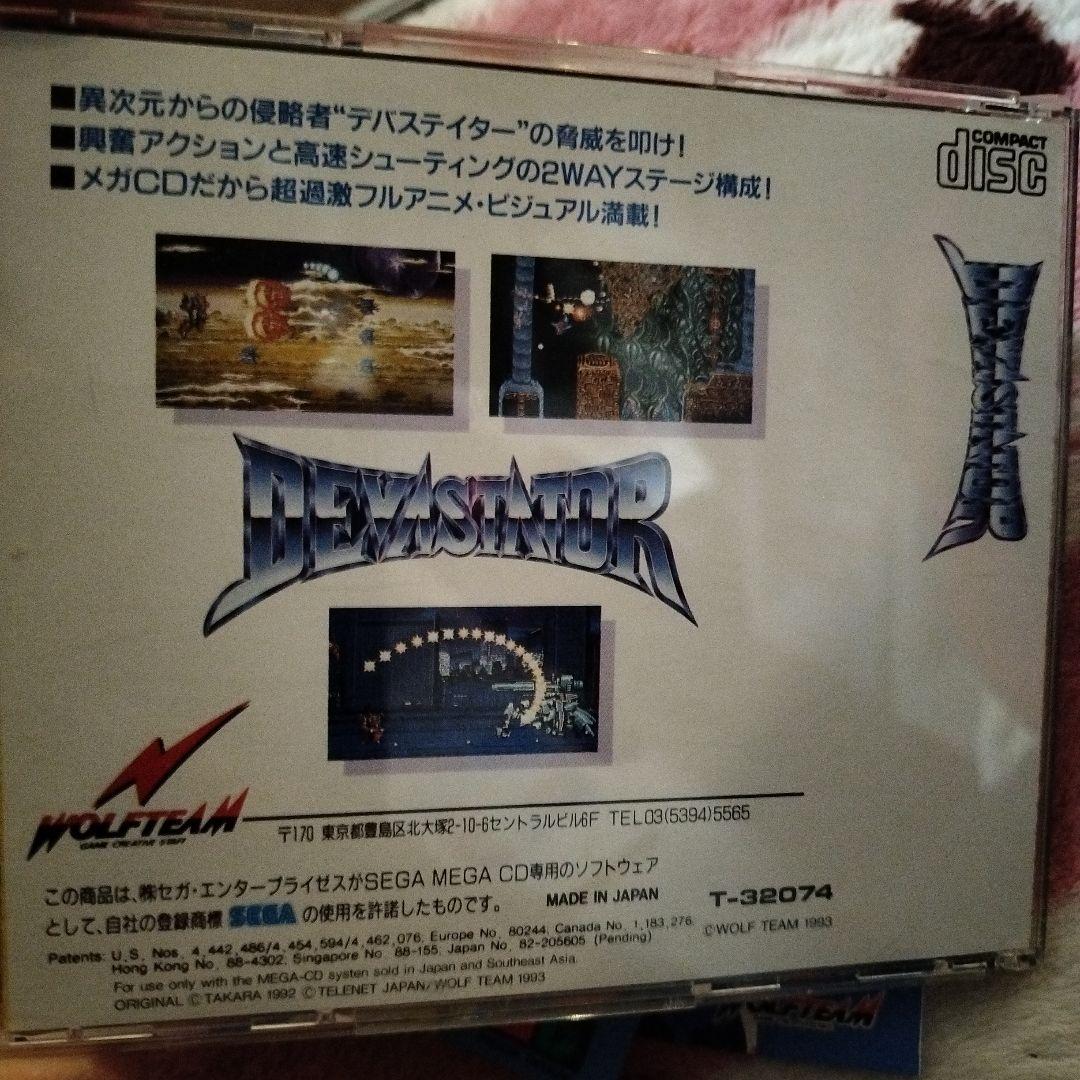 ■異次元からの侵略者“デバステイター”の脅威を叩け!
■興奮アクションと高速シューティングの2WAYステージ構成!
■メガCDだから超過激フルアニメ・ビジュアル満載!
COMPACT
disc
DEVASTATOR
DEVASTATOR
WOLFTEAM
GAME CREATIVE STAFF
〒170 東京都豊島区北大塚2-10-6セントラルビル6F TEL03(5394)5565
この商品は、㈱セガ・エンタープライゼスがSEGA MEGA CD専用のソフトウェア
として、自社の登録商標 SEGA の使用を許諾したものです。
MADE IN JAPAN
T-32074
Patents: U.S. Nos. 4,442,486/4,454,594/4,462,076, Europe No. 80244, Canada No. 1,183,276,
Hong Kong No. 88-4302, Singapore No. 88-155, Japan No. 82-205605 (Pending)
©WOLF TEAM 1993
For use only with the MEGA-CD systen sold in Japan and Southeast Asia.
ORIGINAL ©TAKARA 1992 ©TELENET JAPAN/WOLF TEAM 1993
WOLFTEAM